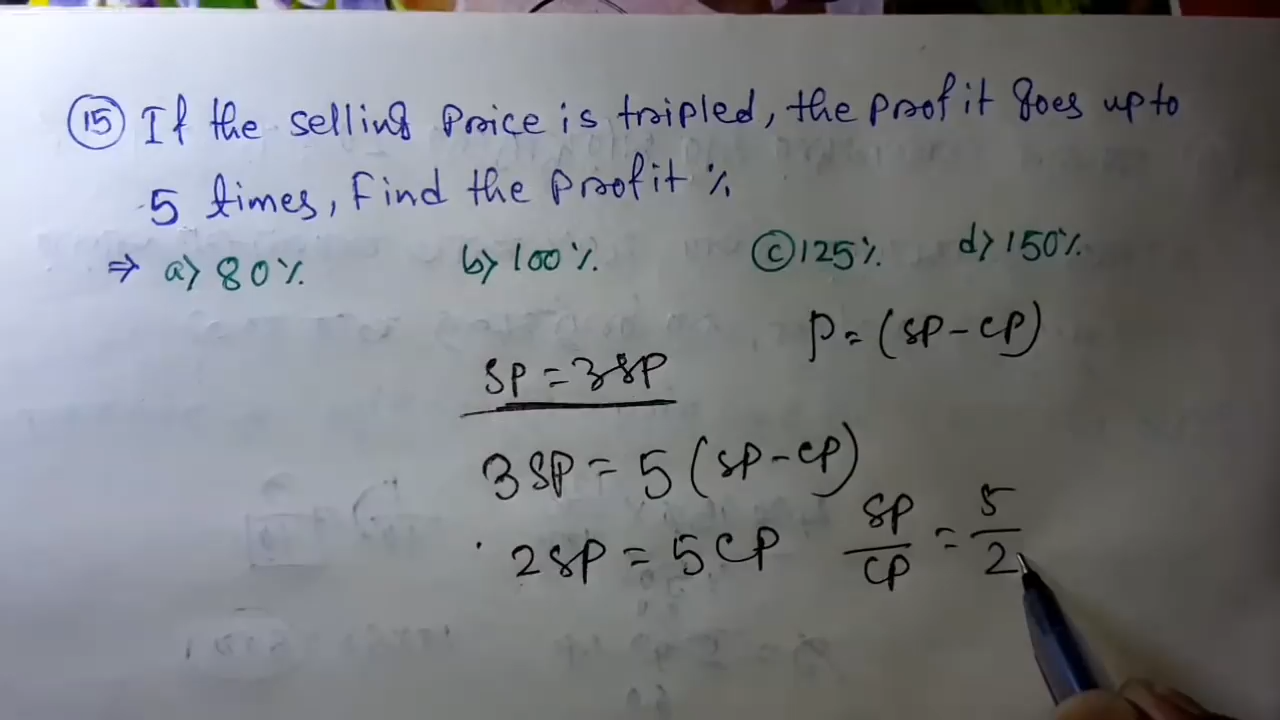 15 If the selling Price is tripled, the profit goes up to
5 times, Find the Profit %
⇒ a) 80% b) 100% c 125% d) 150%
P = (SP - CP)
SP = 3SP
3SP = 5 (SP - CP)
2SP = 5CP SP/CP = 5/2